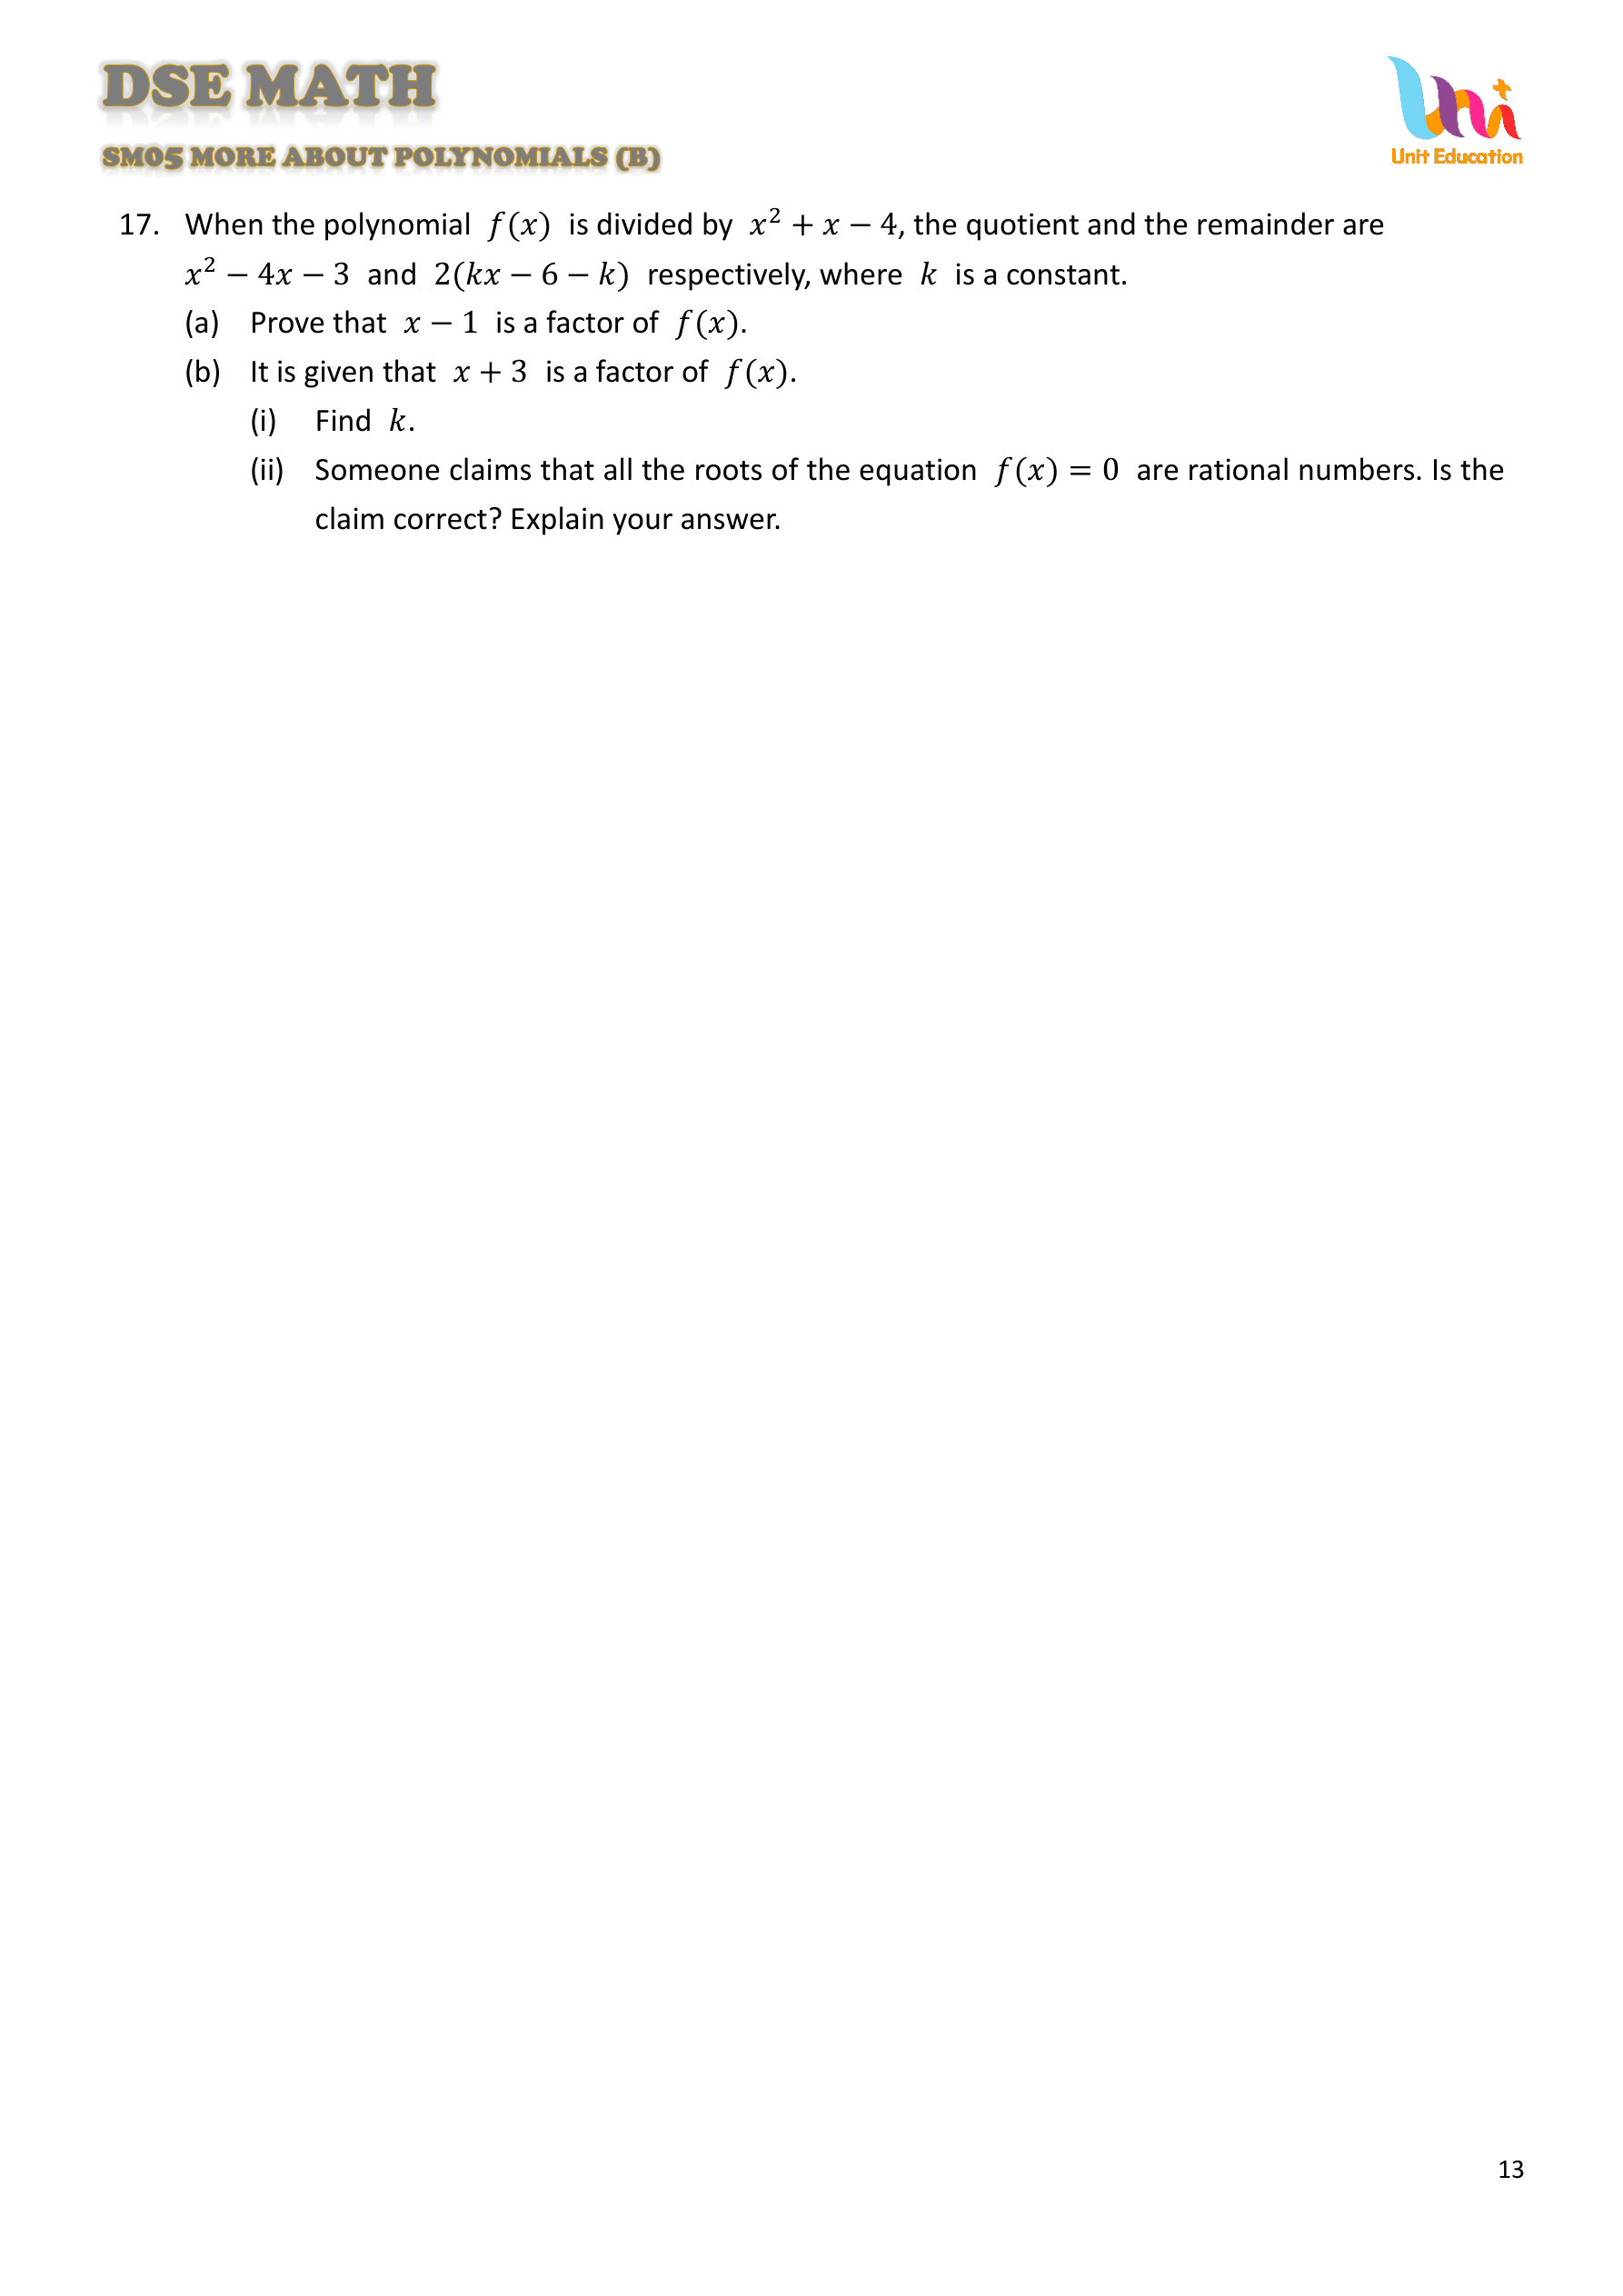 DSE MATH
SM05 MORE ABOUT POLYNOMIALS (B)
Unit Education
17. When the polynomial f(x) is divided by x² + x − 4, the quotient and the remainder are
x² − 4x − 3 and 2(kx − 6 − k) respectively, where k is a constant.
(a) Prove that x − 1 is a factor of f(x).
(b) It is given that x + 3 is a factor of f(x).
(i) Find k.
(ii) Someone claims that all the roots of the equation f(x) = 0 are rational numbers. Is the
claim correct? Explain your answer.
13